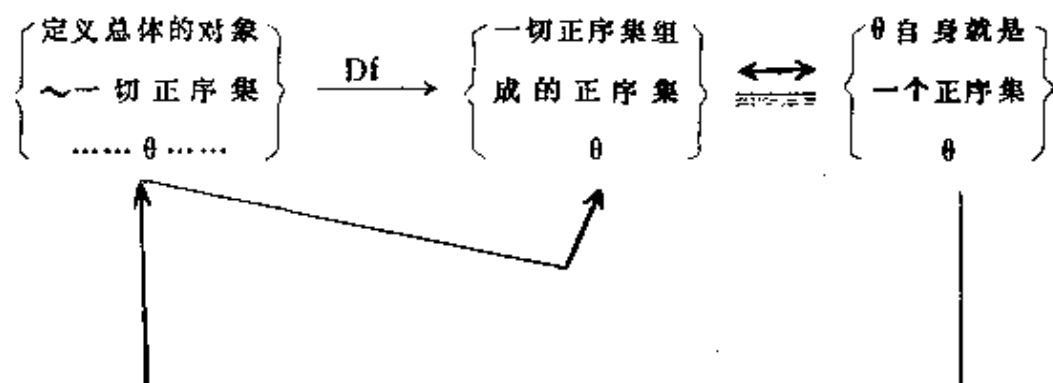 定义总体的对象
～一切正序集
…… θ ……
Df
一切正序集组
成的正序集
θ
θ自身就是
一个正序集
θ